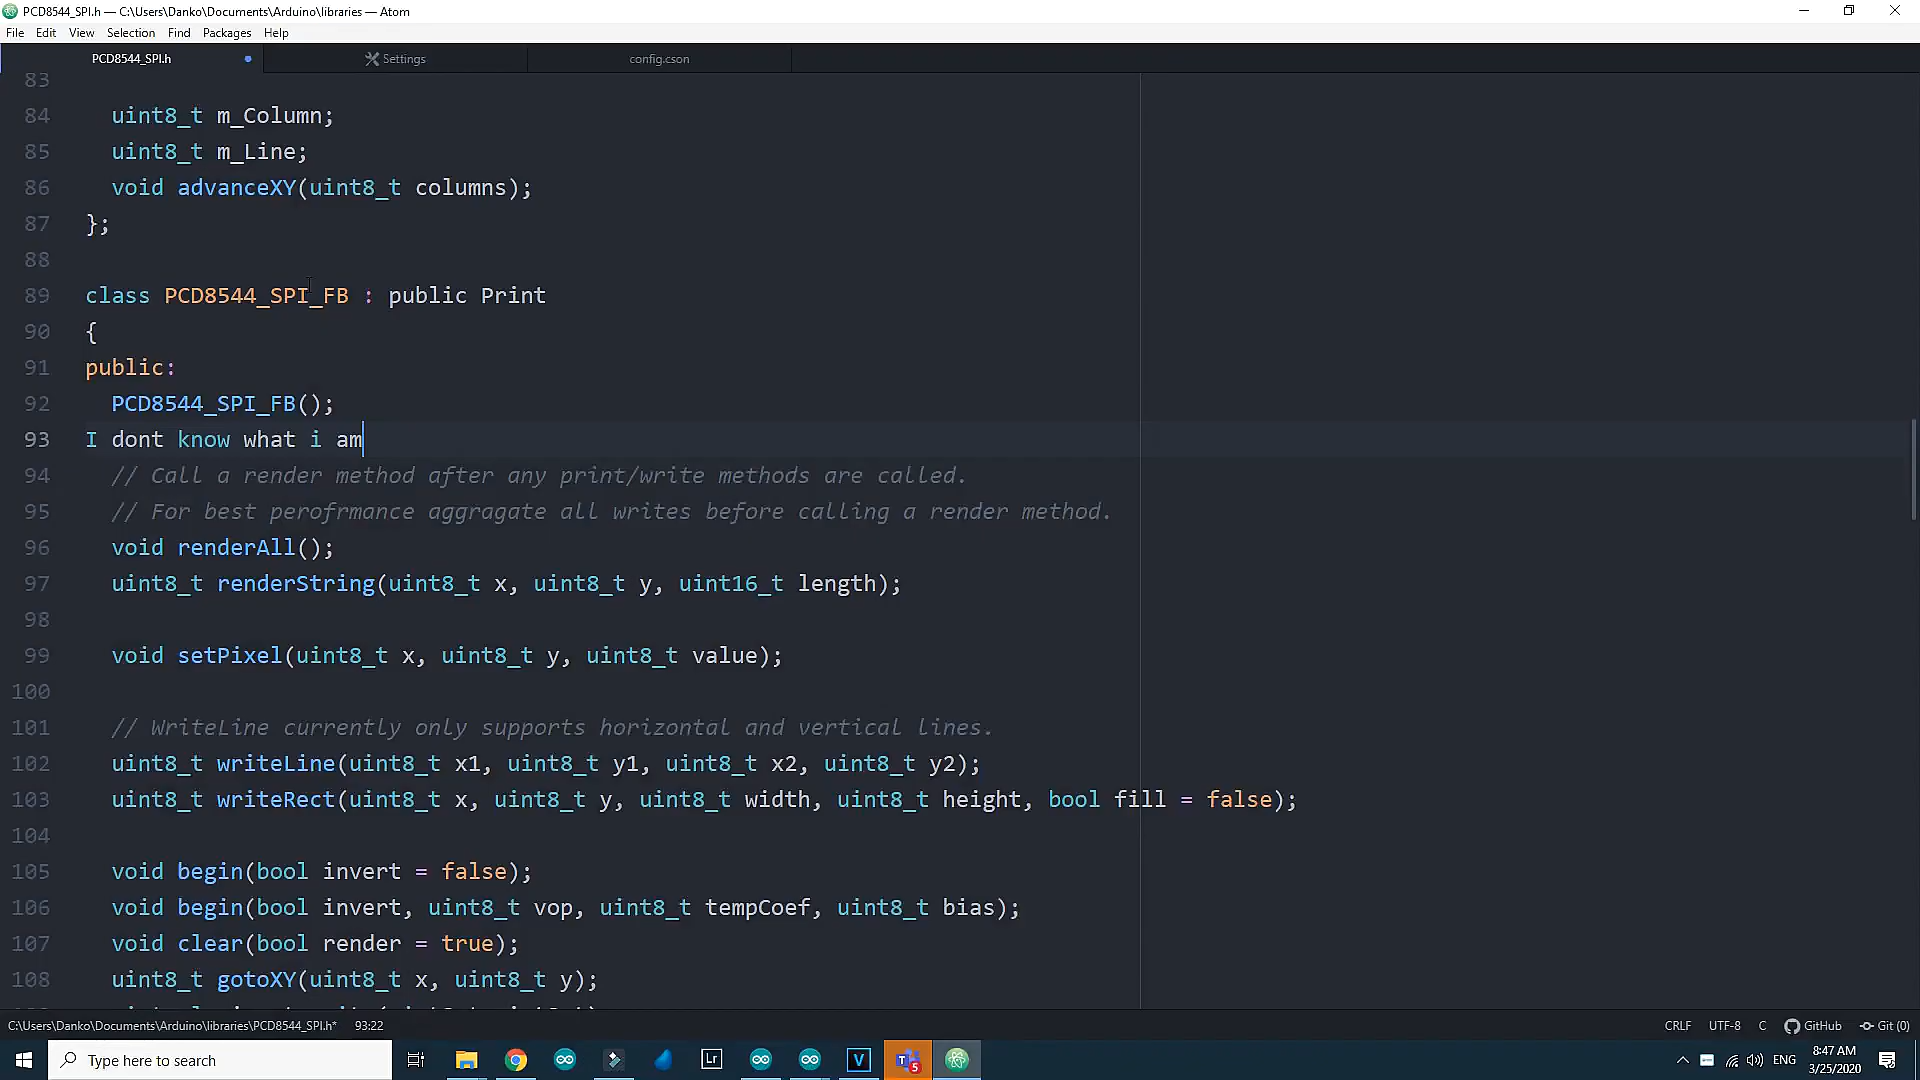 PCD8544_SPI.h — C:\Users\Danko\Documents\Arduino\libraries — Atom
File Edit View Selection Find Packages Help
PCD8544_SPI.h Settings config.cson
83
84 uint8_t m_Column;
85 uint8_t m_Line;
86 void advanceXY(uint8_t columns);
87 };
88
89 class PCD8544_SPI_FB : public Print
90 {
91 public:
92 PCD8544_SPI_FB();
93 I dont know what i am
94 // Call a render method after any print/write methods are called.
95 // For best perofrmance aggragate all writes before calling a render method.
96 void renderAll();
97 uint8_t renderString(uint8_t x, uint8_t y, uint16_t length);
98
99 void setPixel(uint8_t x, uint8_t y, uint8_t value);
100
101 // WriteLine currently only supports horizontal and vertical lines.
102 uint8_t writeLine(uint8_t x1, uint8_t y1, uint8_t x2, uint8_t y2);
103 uint8_t writeRect(uint8_t x, uint8_t y, uint8_t width, uint8_t height, bool fill = false);
104
105 void begin(bool invert = false);
106 void begin(bool invert, uint8_t vop, uint8_t tempCoef, uint8_t bias);
107 void clear(bool render = true);
108 uint8_t gotoXY(uint8_t x, uint8_t y);
C:\Users\Danko\Documents\Arduino\libraries\PCD8544_SPI.h* 93:22 CRLF UTF-8 C GitHub Git (0)
Type here to search Lr V T 5 ENG 8:47 AM
3/25/2020